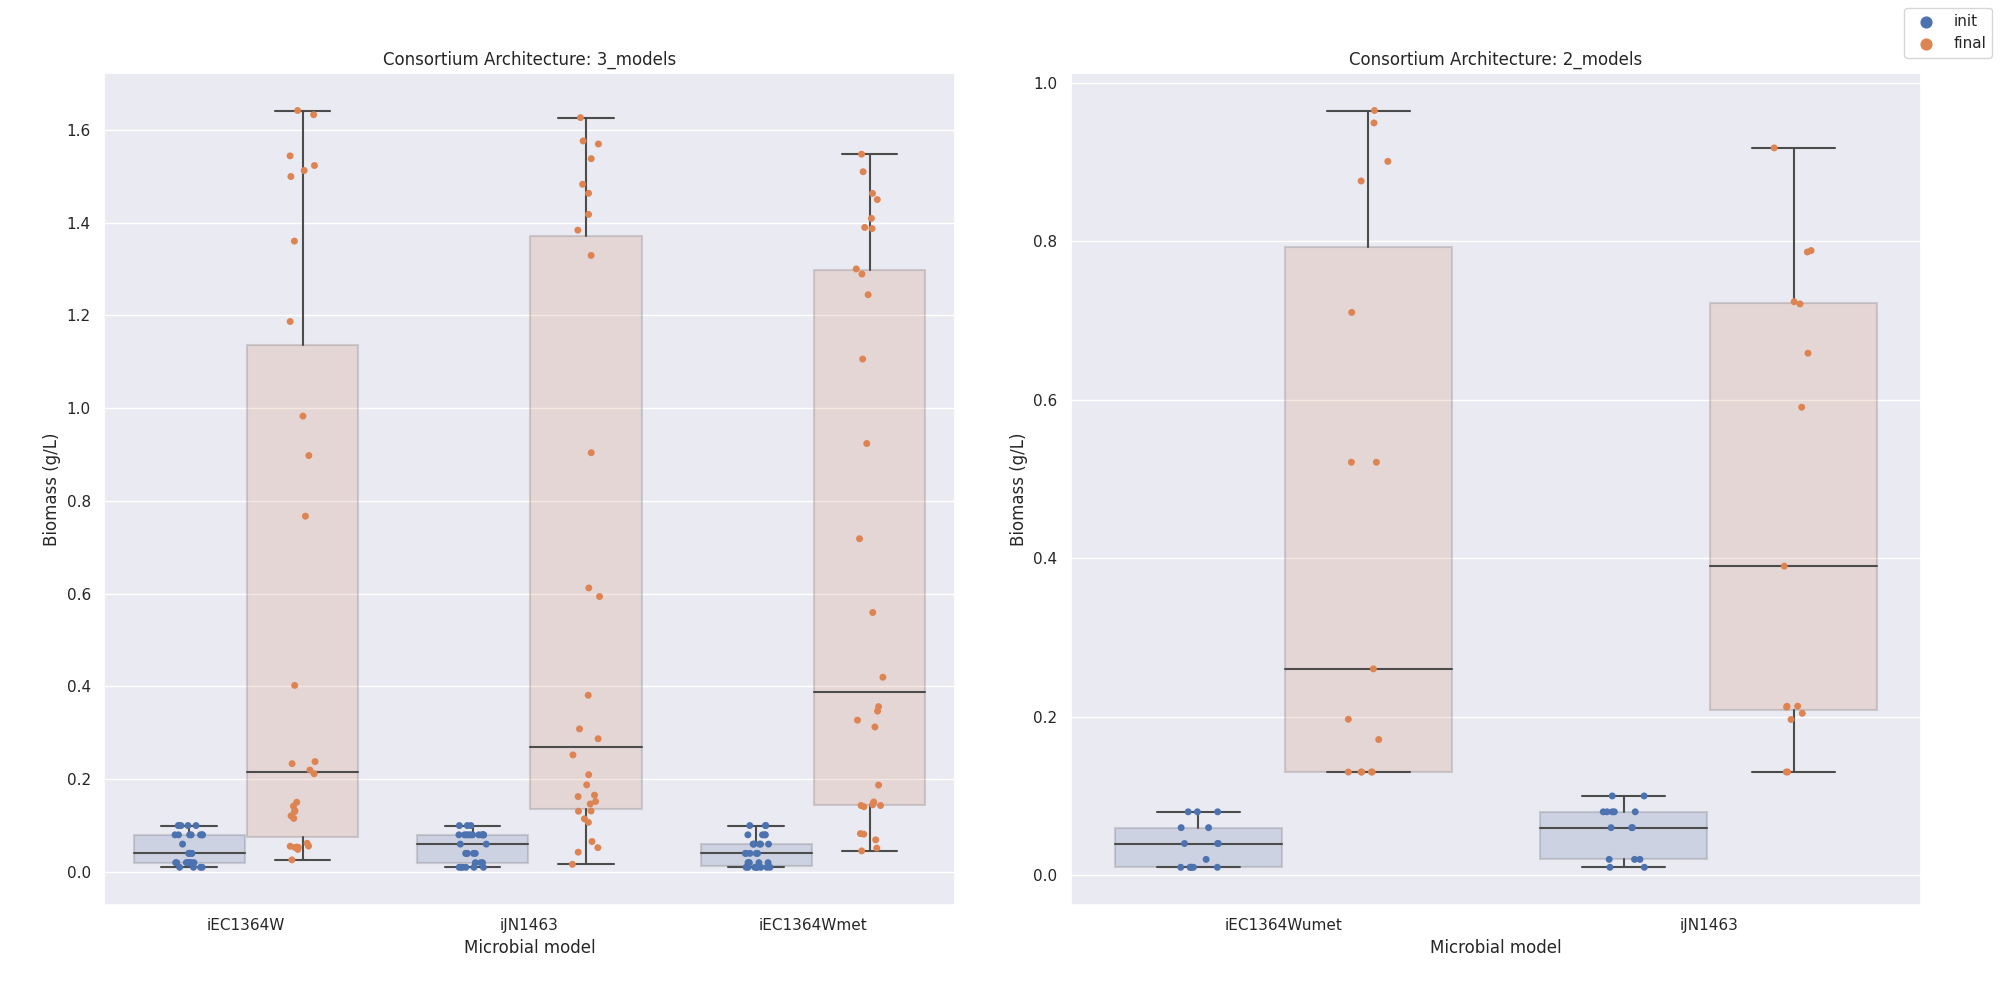 init
final
Consortium Architecture: 3_models
Biomass (g/L)
1.6
1.4
1.2
1.0
0.8
0.6
0.4
0.2
0.0
iEC1364W iJN1463 iEC1364Wmet
Microbial model
Consortium Architecture: 2_models
Biomass (g/L)
1.0
0.8
0.6
0.4
0.2
0.0
iEC1364Wumet iJN1463
Microbial model